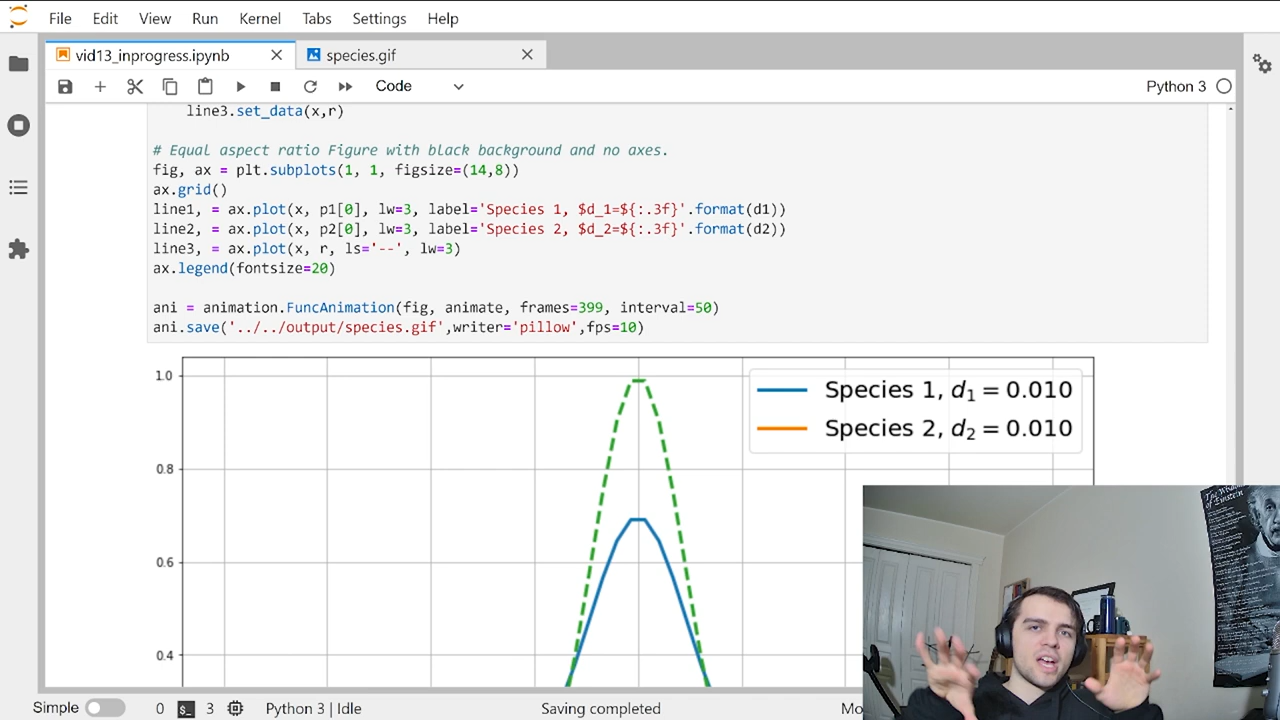 File Edit View Run Kernel Tabs Settings Help
vid13_inprogress.ipynb
species.gif
Code
Python 3
line3.set_data(x,r)
# Equal aspect ratio Figure with black background and no axes.
fig, ax = plt.subplots(1, 1, figsize=(14,8))
ax.grid()
line1, = ax.plot(x, p1[0], lw=3, label='Species 1, $d_1=${:.3f}'.format(d1))
line2, = ax.plot(x, p2[0], lw=3, label='Species 2, $d_2=${:.3f}'.format(d2))
line3, = ax.plot(x, r, ls='--', lw=3)
ax.legend(fontsize=20)
ani = animation.FuncAnimation(fig, animate, frames=399, interval=50)
ani.save('../../output/species.gif',writer='pillow',fps=10)
1.0
Species 1, d₁ = 0.010
Species 2, d₂ = 0.010
0.8
0.6
0.4
of Einstein
Simple 0 $_ 3 Python 3 | Idle Saving completed Mo